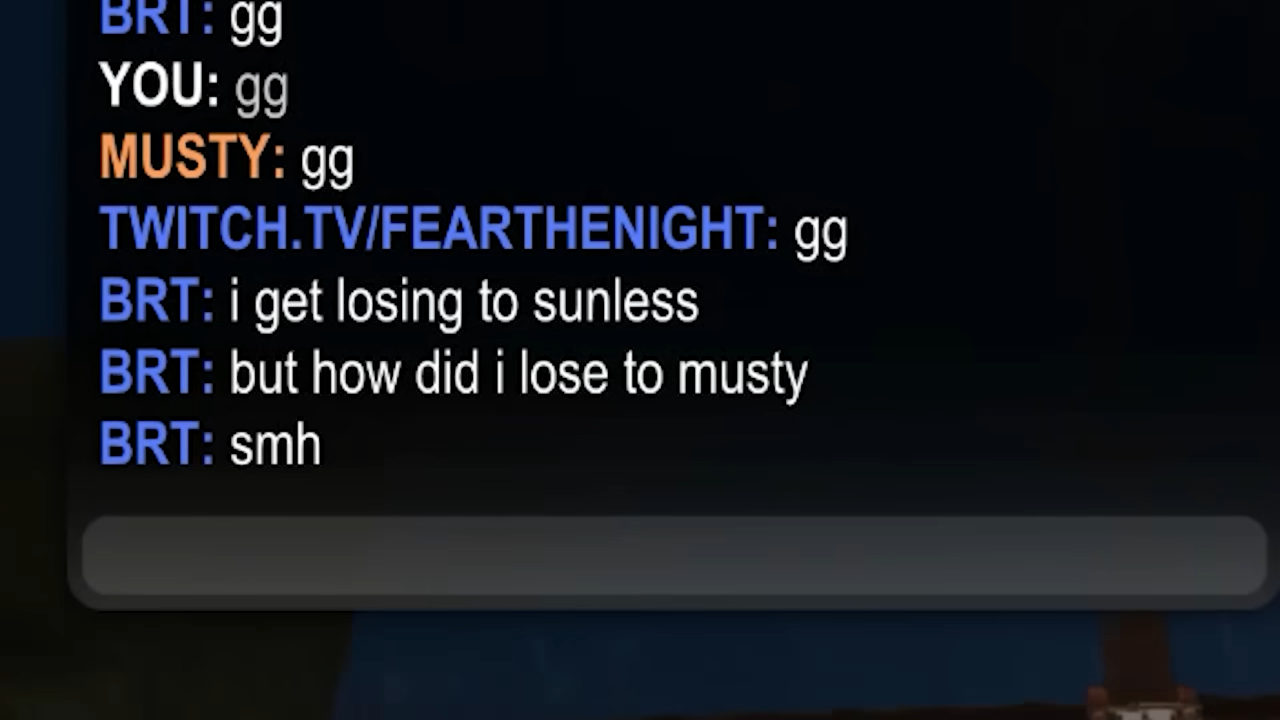 BRT: gg
YOU: gg
MUSTY: gg
TWITCH.TV/FEARTHENIGHT: gg
BRT: i get losing to sunless
BRT: but how did i lose to musty
BRT: smh